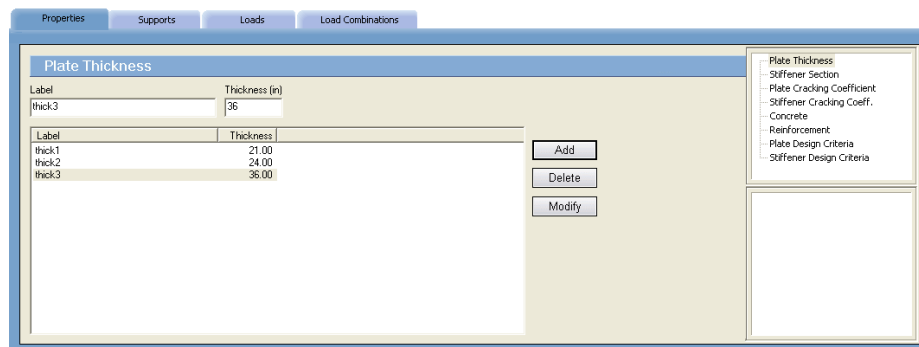 Properties Supports Loads Load Combinations
Plate Thickness
Label Thickness (in)
thick3 36
Label Thickness
thick1 21.00
thick2 24.00
thick3 36.00
Add
Delete
Modify
Plate Thickness
Stiffener Section
Plate Cracking Coefficient
Stiffener Cracking Coeff.
Concrete
Reinforcement
Plate Design Criteria
Stiffener Design Criteria